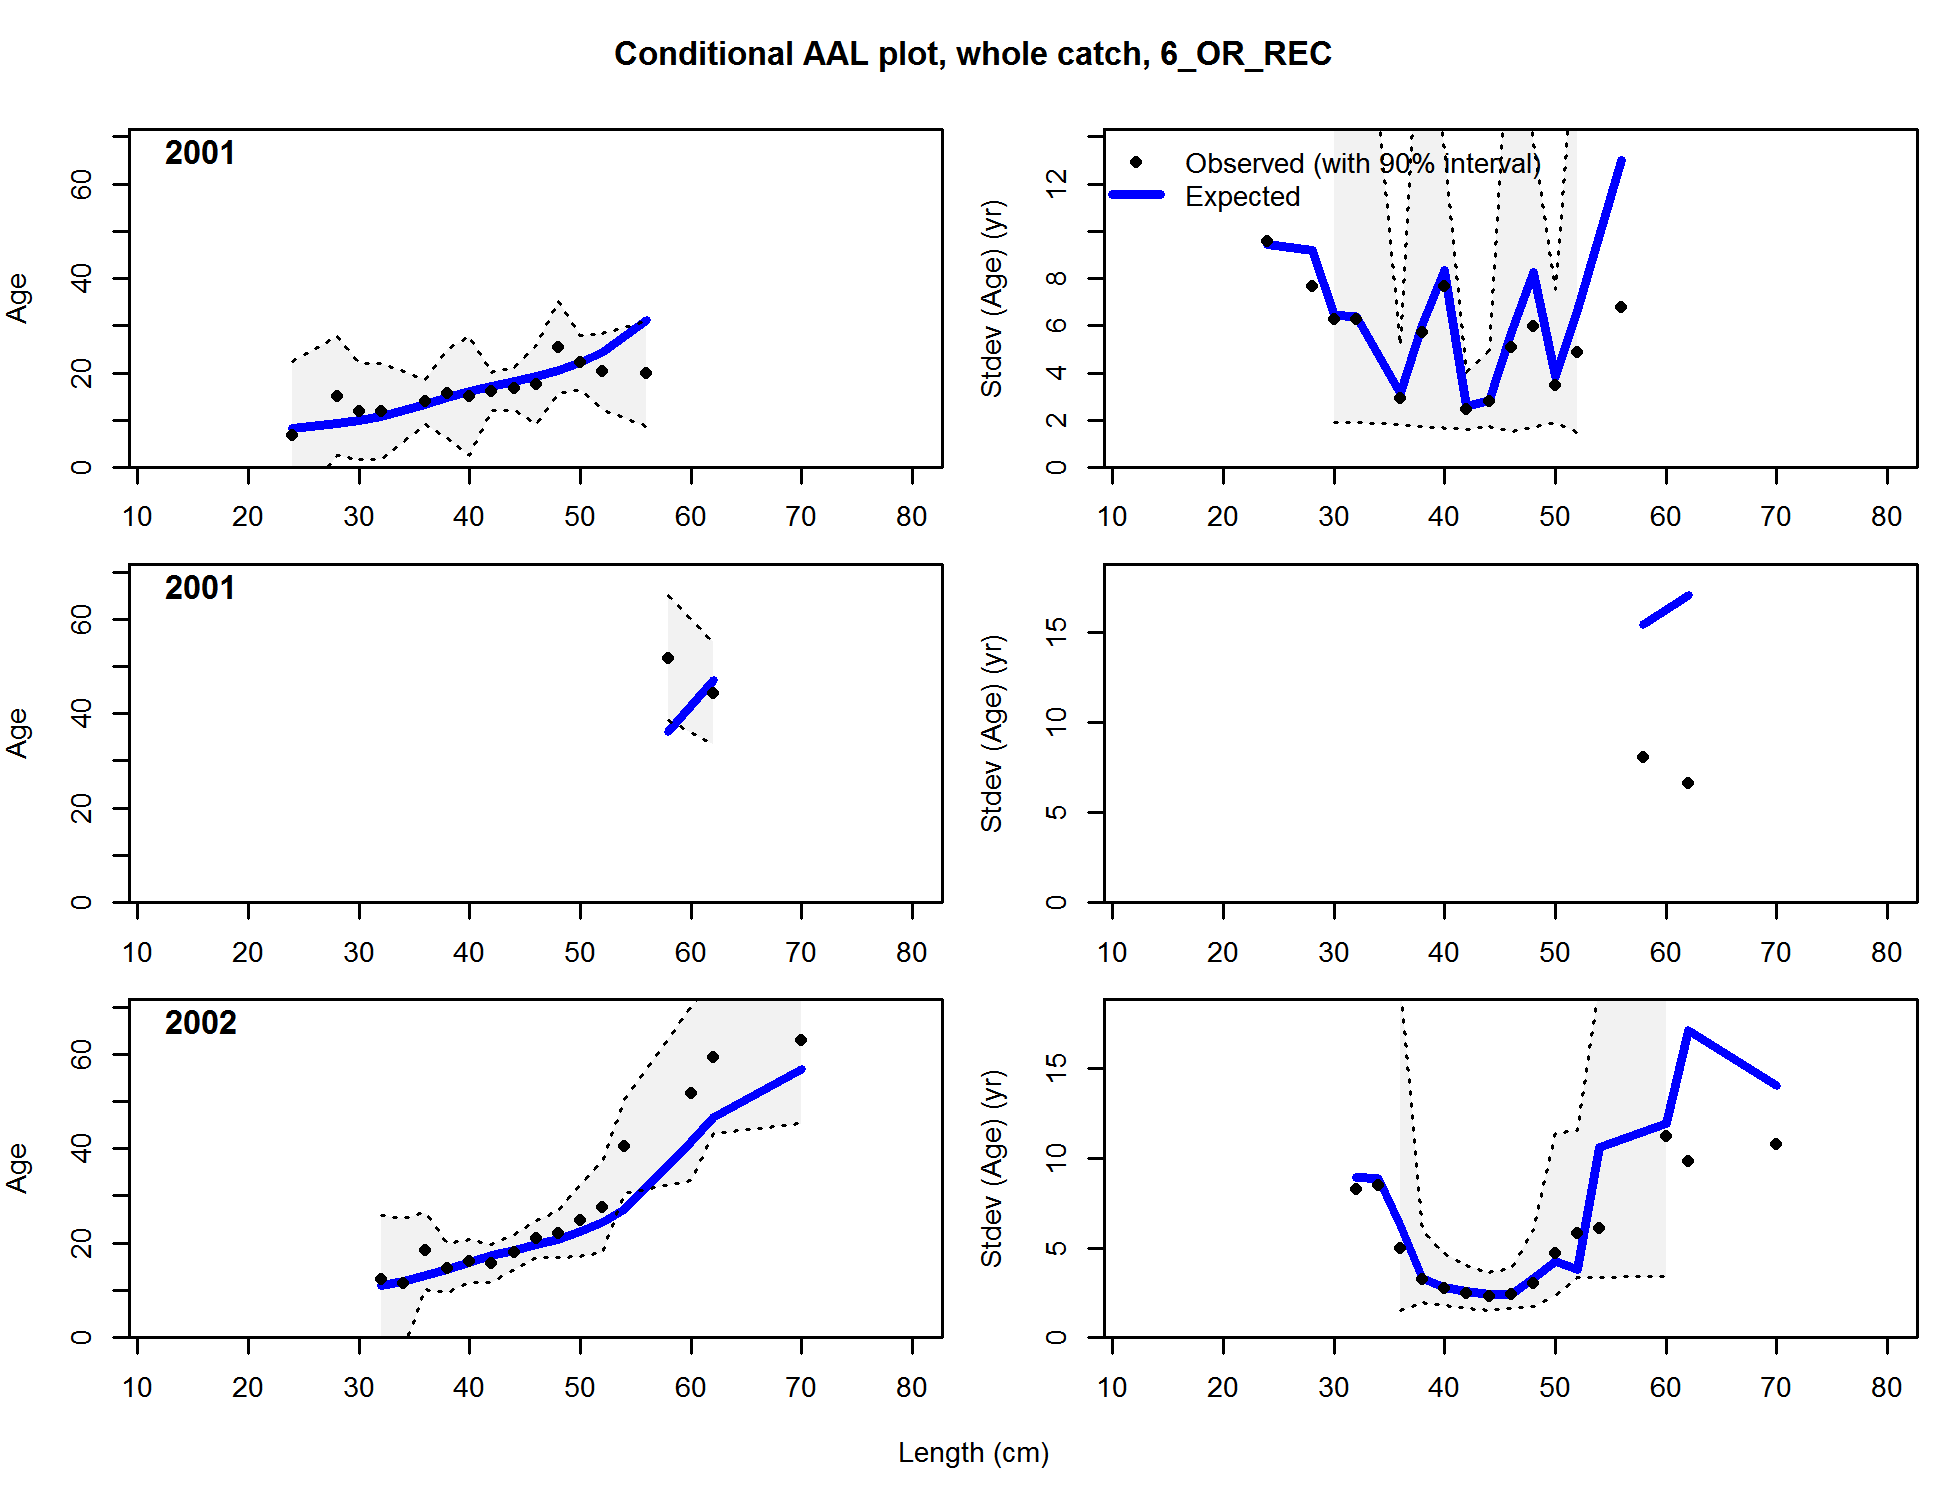 Conditional AAL plot, whole catch, 6_OR_REC
2001
Age
0 20 40 60
10 20 30 40 50 60 70 80
Observed (with 90% interval)
Expected
Stdev (Age) (yr)
0 2 4 6 8 12
10 20 30 40 50 60 70 80
2001
Age
0 20 40 60
10 20 30 40 50 60 70 80
Stdev (Age) (yr)
0 5 10 15
10 20 30 40 50 60 70 80
2002
Age
0 20 40 60
10 20 30 40 50 60 70 80
Stdev (Age) (yr)
0 5 10 15
10 20 30 40 50 60 70 80
Length (cm)